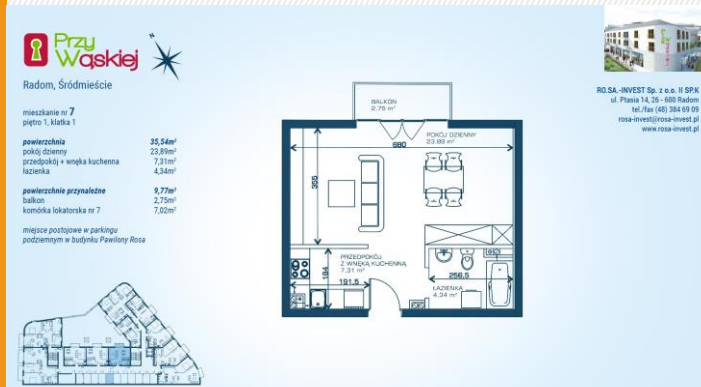 Przy
Wąskiej
Radom, Śródmieście
mieszkanie nr 7
piętro 1, klatka 1
powierzchnia 35,54m²
pokój dzienny 23,89m²
przedpokój + wnęka kuchenna 7,31m²
łazienka 4,34m²
powierzchnie przynależne 9,77m²
balkon 2,75m²
komórka lokatorska nr 7 7,02m²
miejsce postojowe w parkingu
podziemnym w budynku Pawilony Rosa
BALKON
2.75 m²
POKÓJ DZIENNY
23.89 m²
680
355
PRZEDPOKÓJ
Z WNĘKĄ KUCHENNĄ
7,31 m²
184
191,5
256,5
ŁAZIENKA
4,34 m²
RO.SA.-INVEST Sp. z o.o. II SP.K
ul. Ptasia 14, 26 - 600 Radom
tel./fax (48) 384 69 09
rosa-invest@rosa-invest.pl
www.rosa-invest.pl